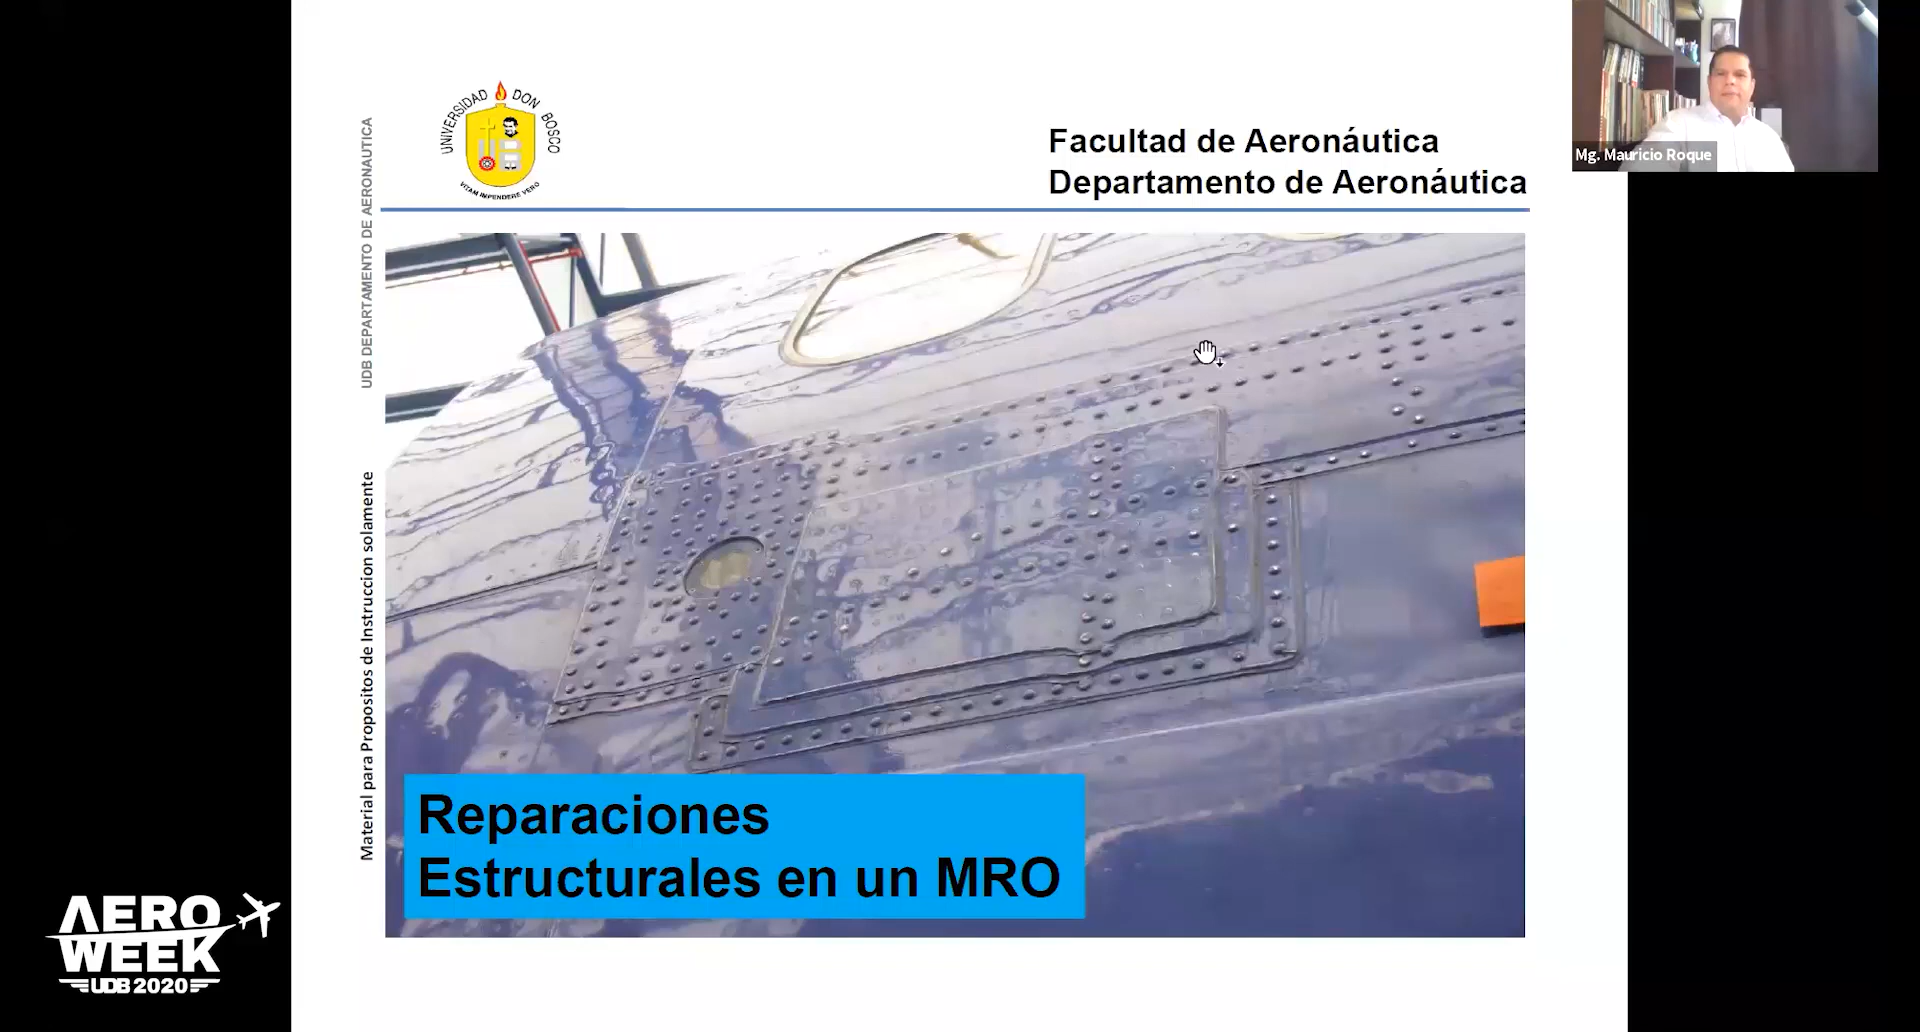 UNIVERSIDAD DON BOSCO
VITAM IMPENDERE VERO
Facultad de Aeronáutica
Departamento de Aeronáutica
Mg. Mauricio Roque
UDB DEPARTAMENTO DE AERONAUTICA
Material para Propositos de Instruccion solamente
Reparaciones
Estructurales en un MRO
AERO
WEEK
UDB 2020